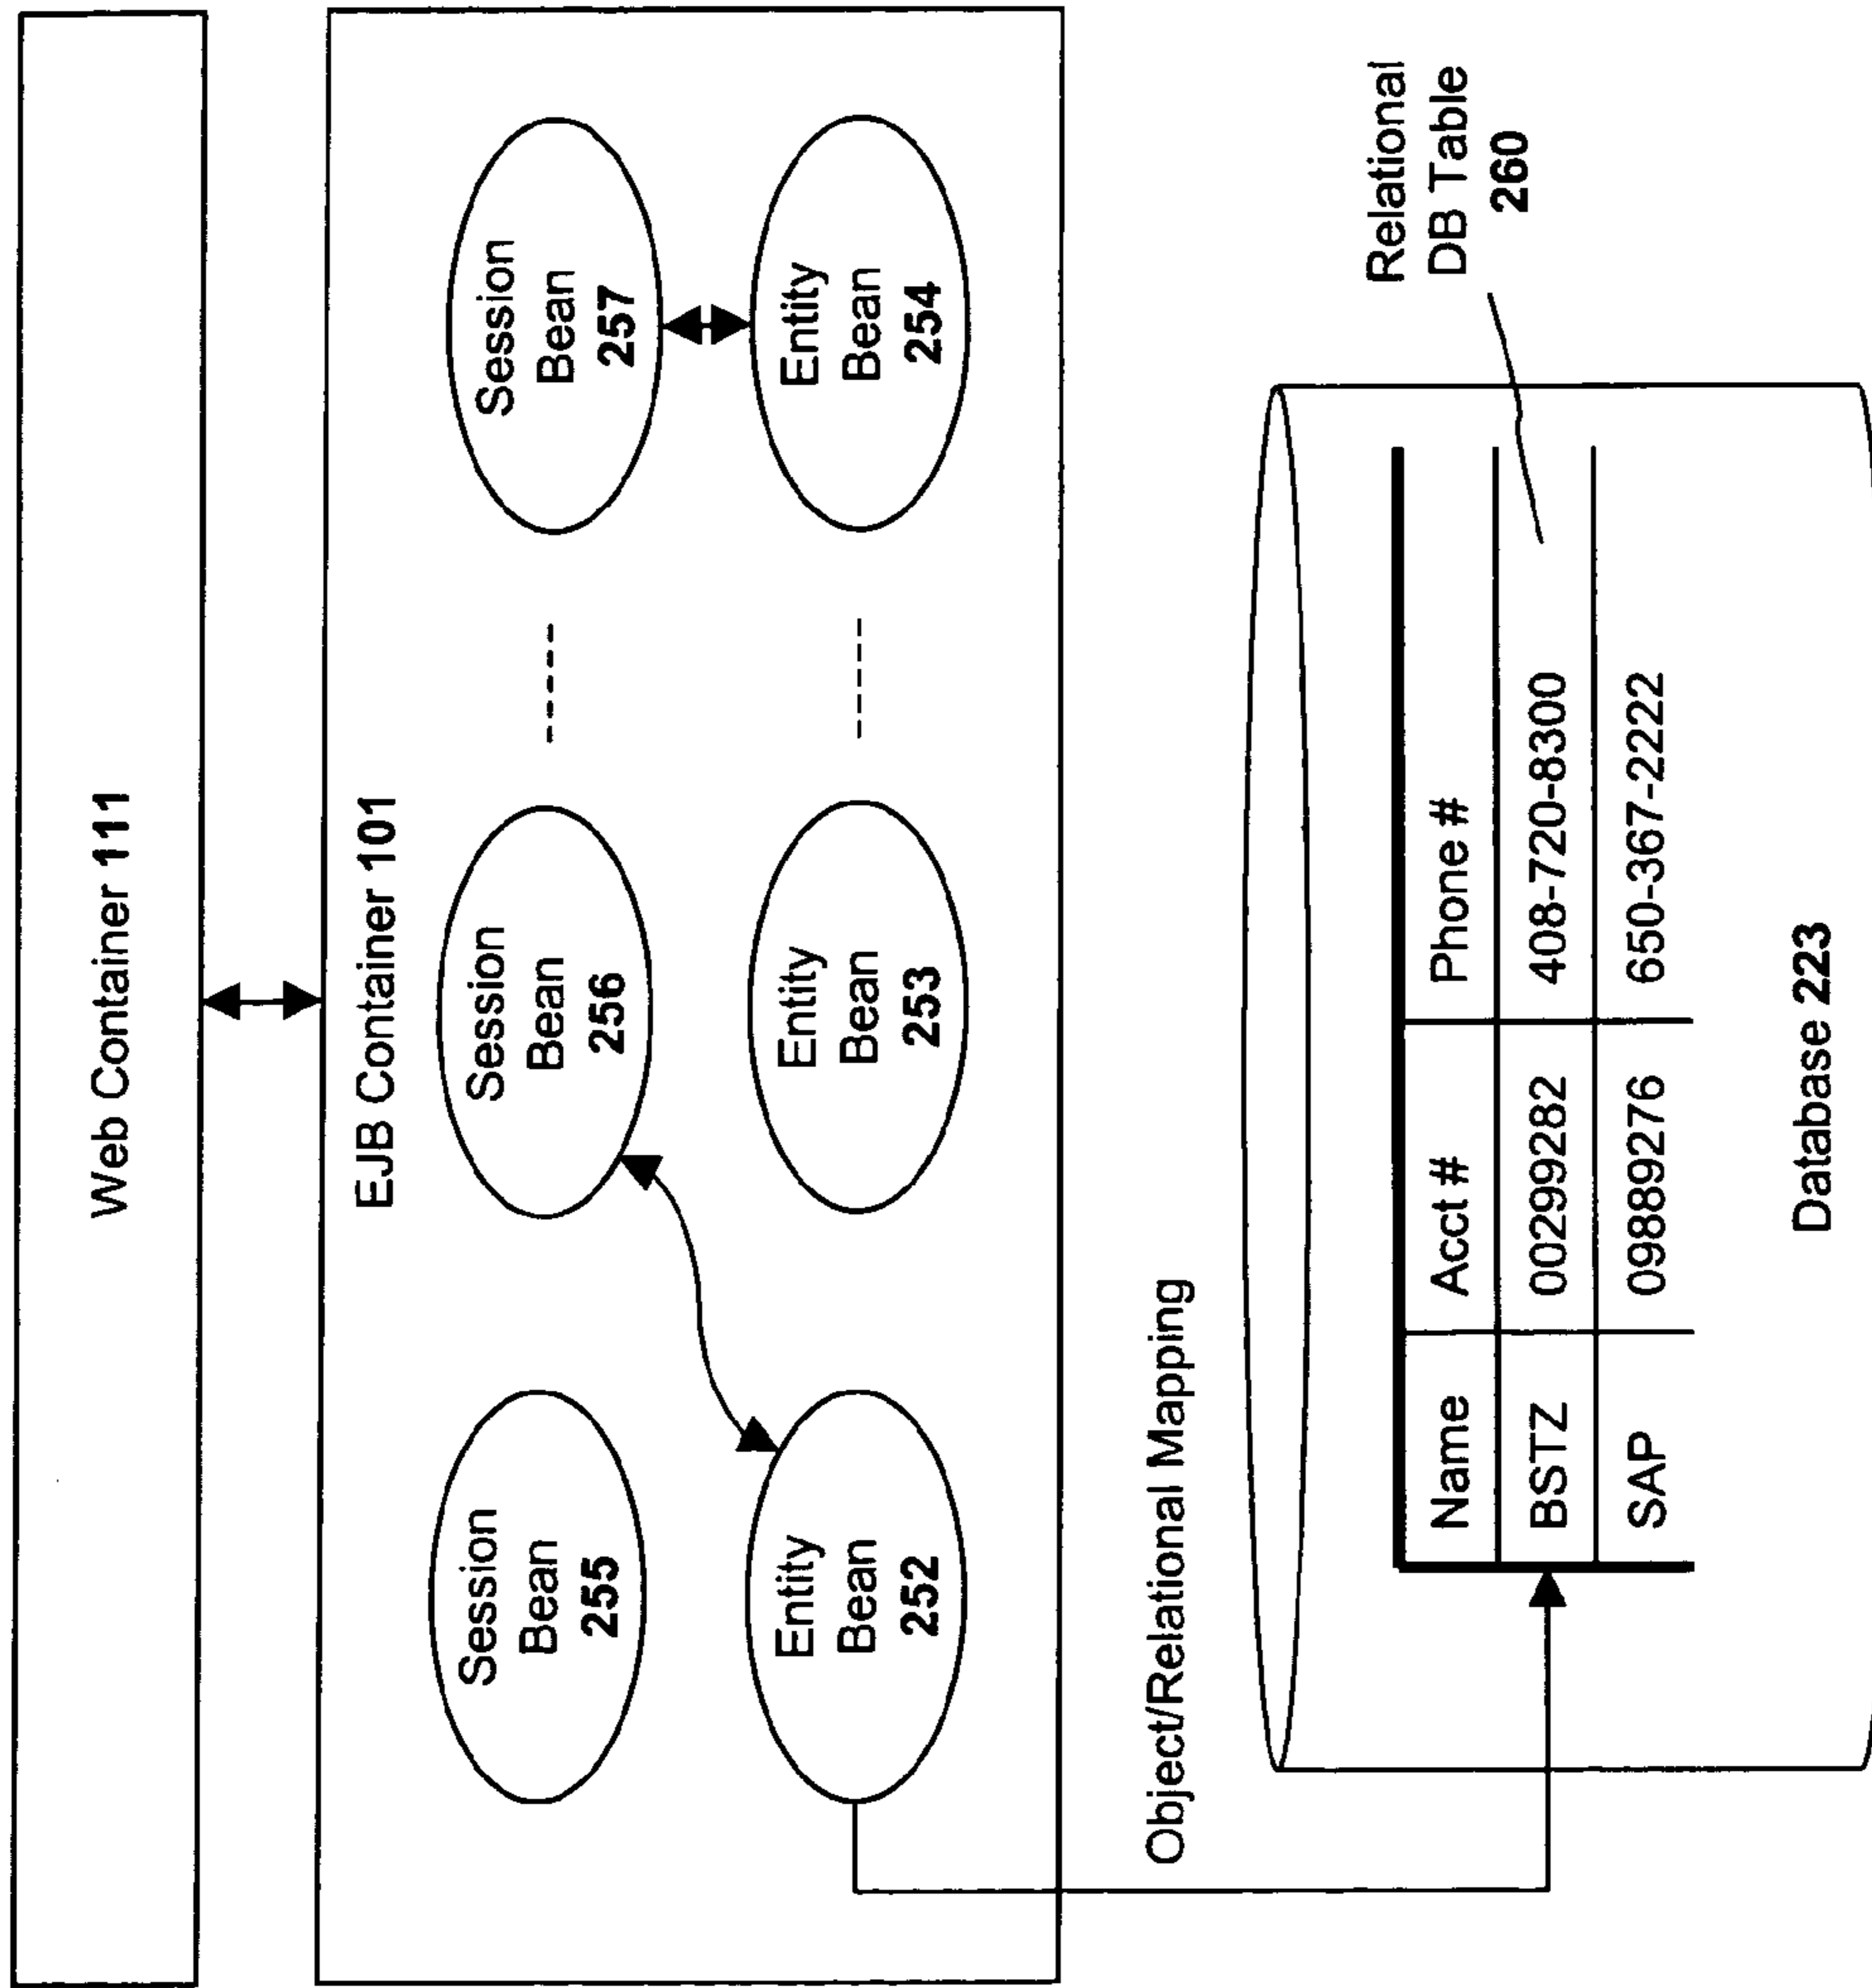 Web Container 111
EJB Container 101
Session
Bean
255
Session
Bean
256
Session
Bean
257
Entity
Bean
252
Entity
Bean
253
Entity
Bean
254
Object/Relational Mapping
Relational
DB Table
260
Name Acct # Phone #
BSTZ 00299282 408-720-8300
SAP 09889276 650-367-2222
Database 223